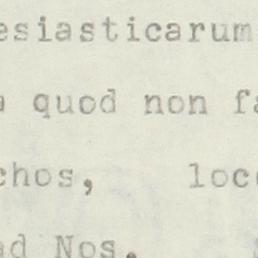 esiasticarum
quod non fa
chos, loc
ad Nos.